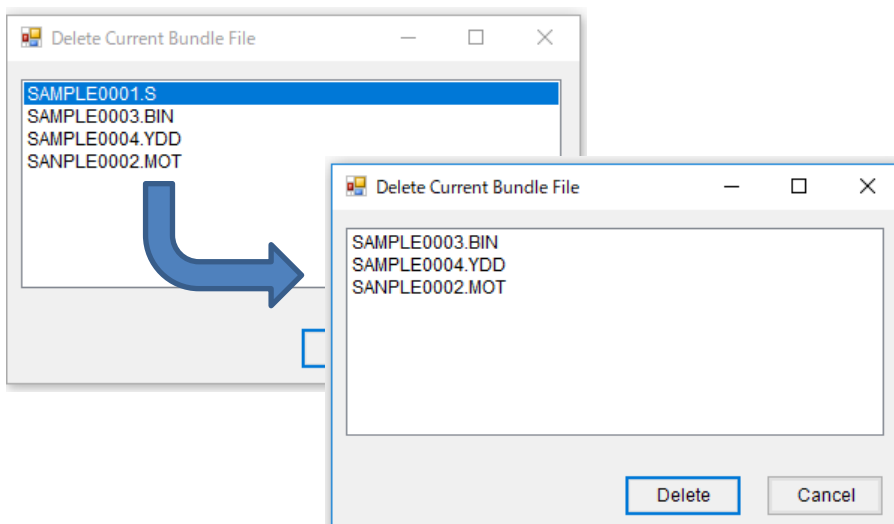 Delete Current Bundle File
SAMPLE0001.S
SAMPLE0003.BIN
SAMPLE0004.YDD
SANPLE0002.MOT
Delete Current Bundle File
SAMPLE0003.BIN
SAMPLE0004.YDD
SANPLE0002.MOT
Delete
Cancel